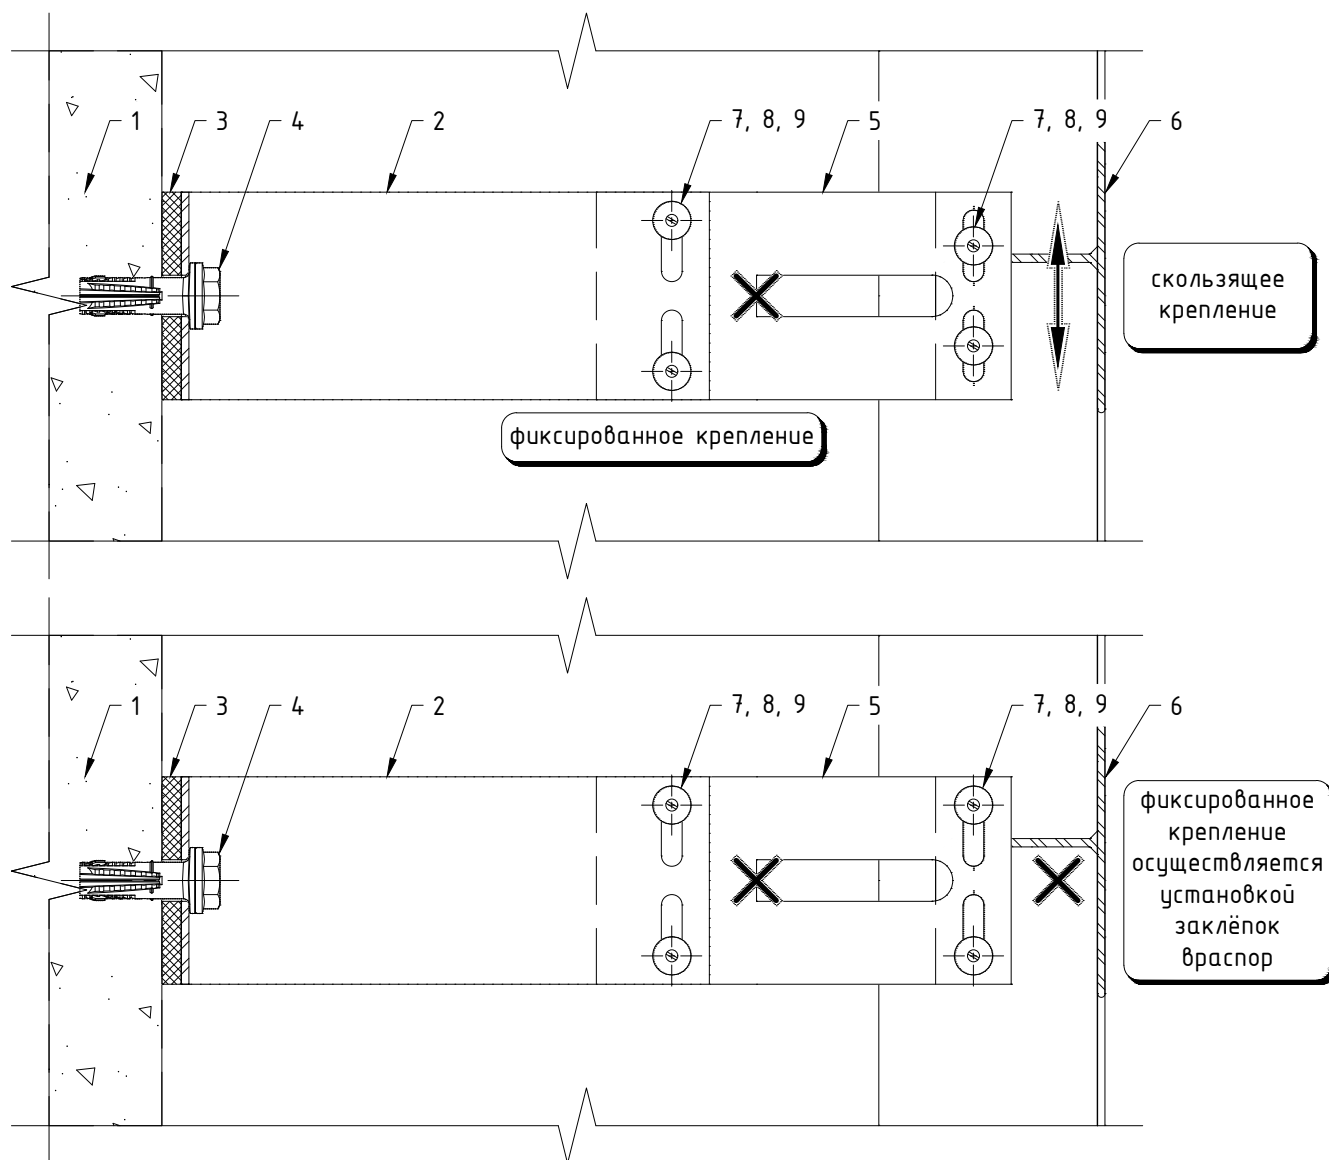 1
3
4
2
7, 8, 9
5
7, 8, 9
6
скользящее
крепление
фиксированное крепление
1
3
4
2
7, 8, 9
5
7, 8, 9
6
фиксированное
крепление
осуществляется
установкой
заклёпок
враспор